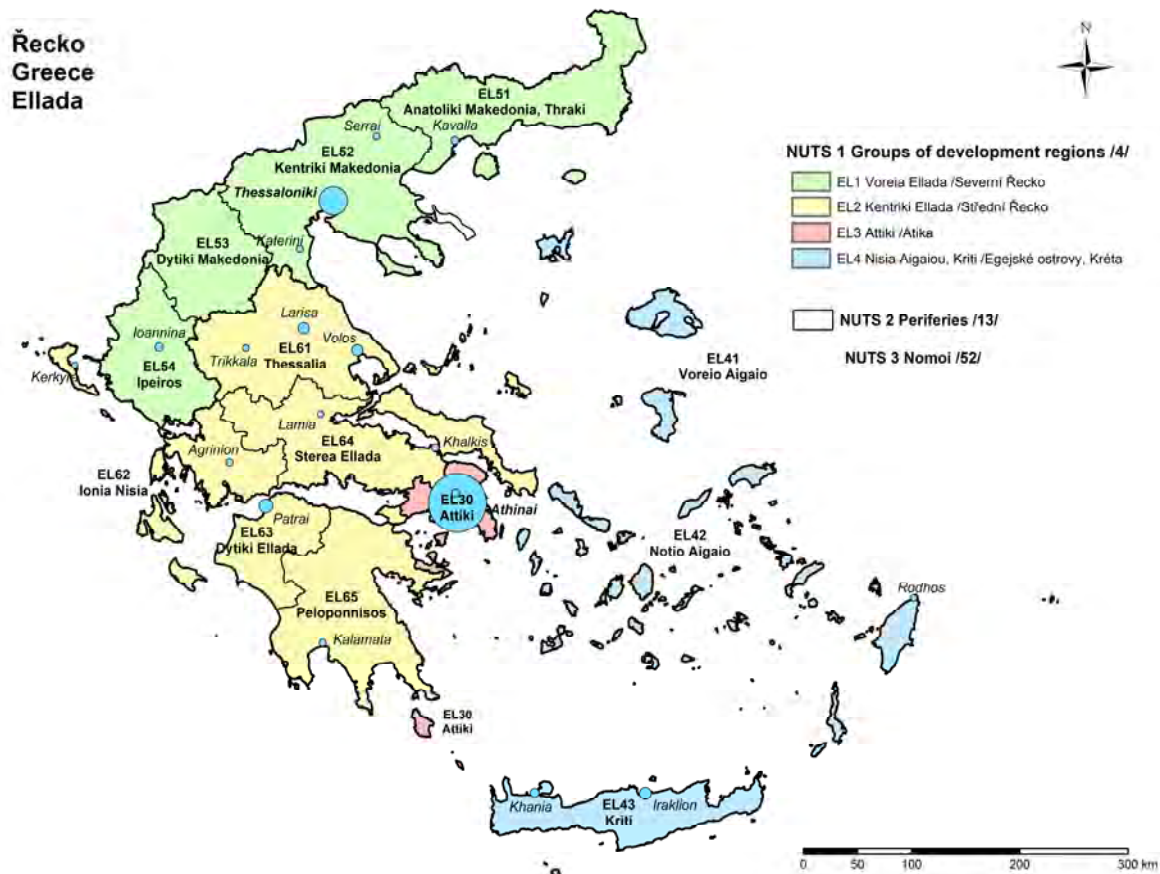 Řecko
Greece
Ellada
N
EL51
Anatoliki Makedonia, Thraki
Serrai
Kavalla
EL52
Kentriki Makedonia
Thessaloniki
EL53
Dytiki Makedonia
Katerini
Ioannina
Larisa
Volos
Trikkala
EL61
Thessalia
Kerkyra
EL54
Ipeiros
Lamia
Khalkis
Agrinion
EL64
Sterea Ellada
EL62
Ionia Nisia
EL30
Attiki
Athinai
Patrai
EL63
Dytiki Ellada
EL65
Peloponnisos
Kalamata
EL30
Attiki
EL41
Voreio Aigaio
EL42
Notio Aigaio
Rodhos
Khania
EL43
Kriti
Iraklion
NUTS 1 Groups of development regions /4/
EL1 Voreia Ellada /Severní Řecko
EL2 Kentriki Ellada /Střední Řecko
EL3 Attiki /Atika
EL4 Nisia Aigaiou, Kriti /Egejské ostrovy, Kréta
NUTS 2 Periferies /13/
NUTS 3 Nomoi /52/
0 50 100 200 300 km